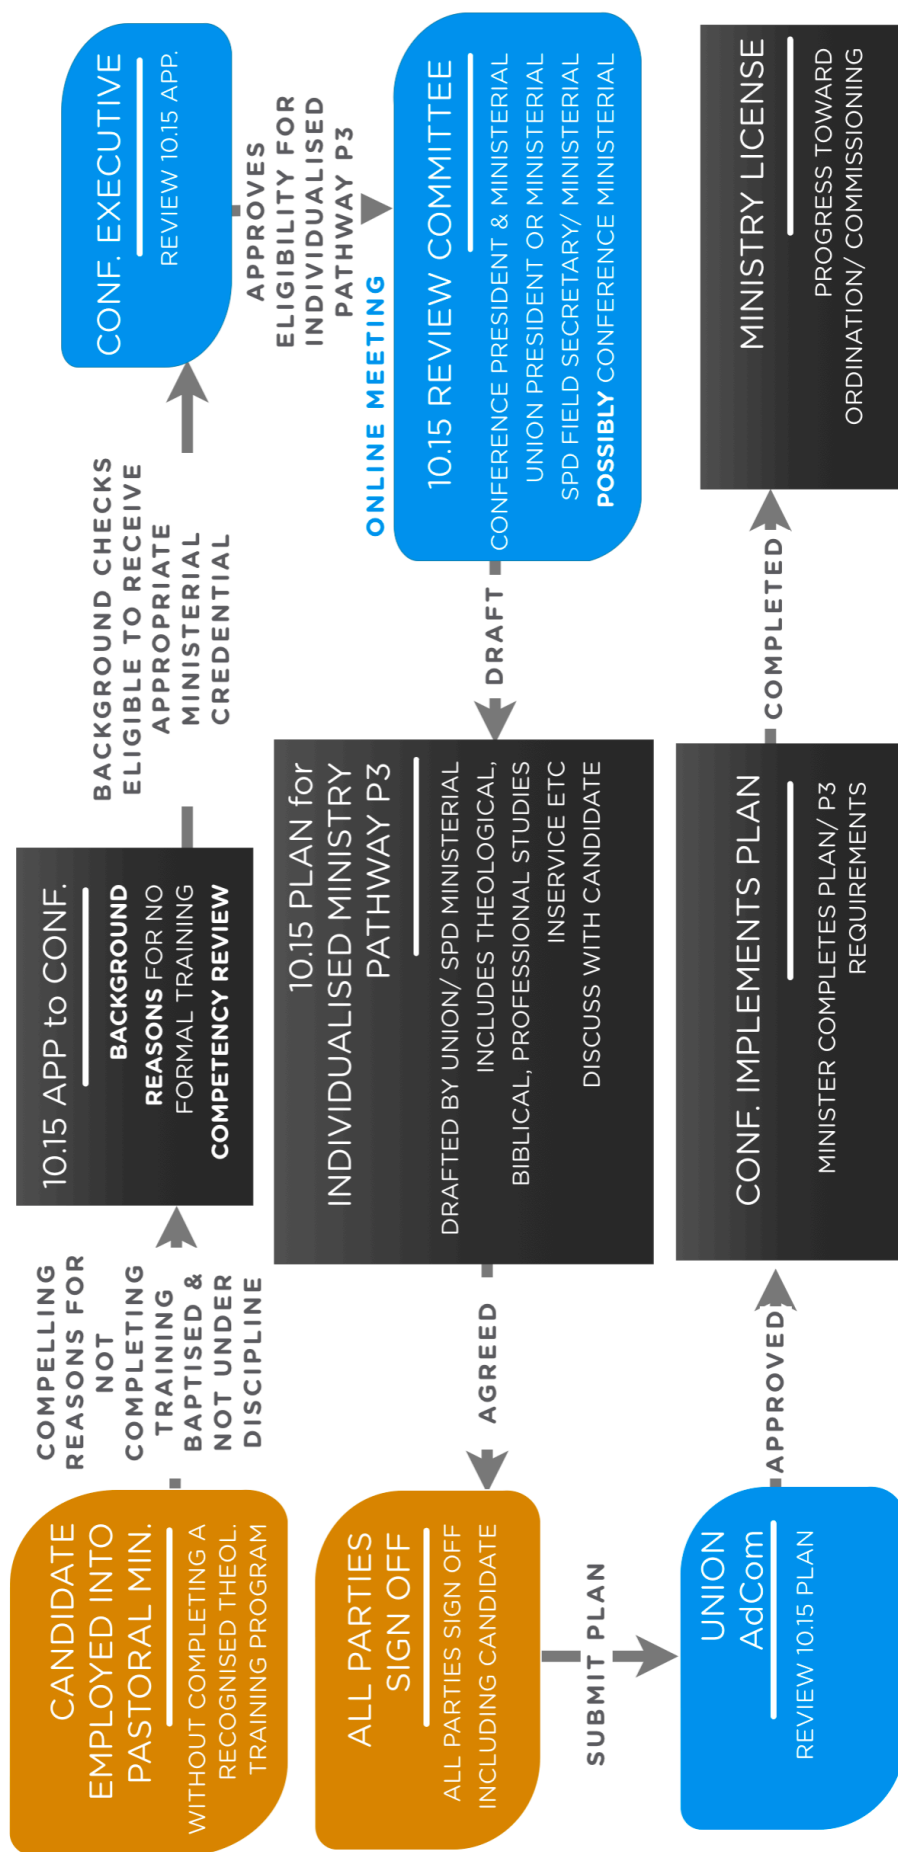 CANDIDATE
EMPLOYED INTO
PASTORAL MIN.
WITHOUT COMPLETING A
RECOGNISED THEOL.
TRAINING PROGRAM
COMPELLING
REASONS FOR
NOT
COMPLETING
TRAINING
BAPTISED &
NOT UNDER
DISCIPLINE
10.15 APP to CONF.
BACKGROUND
REASONS FOR NO
FORMAL TRAINING
COMPETENCY REVIEW
BACKGROUND CHECKS
ELIGIBLE TO RECEIVE
APPROPRIATE
MINISTERIAL
CREDENTIAL
CONF. EXECUTIVE
REVIEW 10.15 APP.
APPROVES
ELIGIBILITY FOR
INDIVIDUALISED
PATHWAY P3
ONLINE MEETING
10.15 REVIEW COMMITTEE
CONFERENCE PRESIDENT & MINISTERIAL
UNION PRESIDENT OR MINISTERIAL
SPD FIELD SECRETARY/ MINISTERIAL
POSSIBLY CONFERENCE MINISTERIAL
DRAFT
10.15 PLAN for
INDIVIDUALISED MINISTRY
PATHWAY P3
DRAFTED BY UNION/ SPD MINISTERIAL
INCLUDES THEOLOGICAL,
BIBLICAL, PROFESSIONAL STUDIES
INSERVICE ETC
DISCUSS WITH CANDIDATE
AGREED
ALL PARTIES
SIGN OFF
ALL PARTIES SIGN OFF
INCLUDING CANDIDATE
SUBMIT PLAN
UNION
AdCom
REVIEW 10.15 PLAN
APPROVED
CONF. IMPLEMENTS PLAN
MINISTER COMPLETES PLAN/ P3
REQUIREMENTS
COMPLETED
MINISTRY LICENSE
PROGRESS TOWARD
ORDINATION/ COMMISSIONING